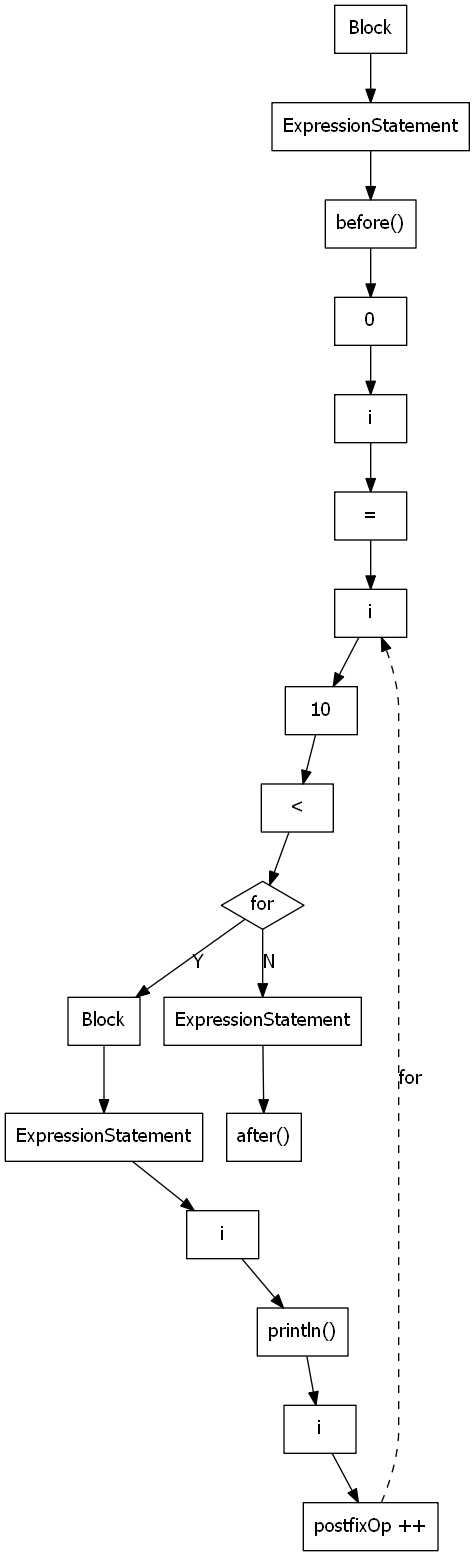 Block
ExpressionStatement
before()
0
i
=
i
10
<
for
Y
N
Block
ExpressionStatement
for
ExpressionStatement
after()
i
println()
i
postfixOp ++